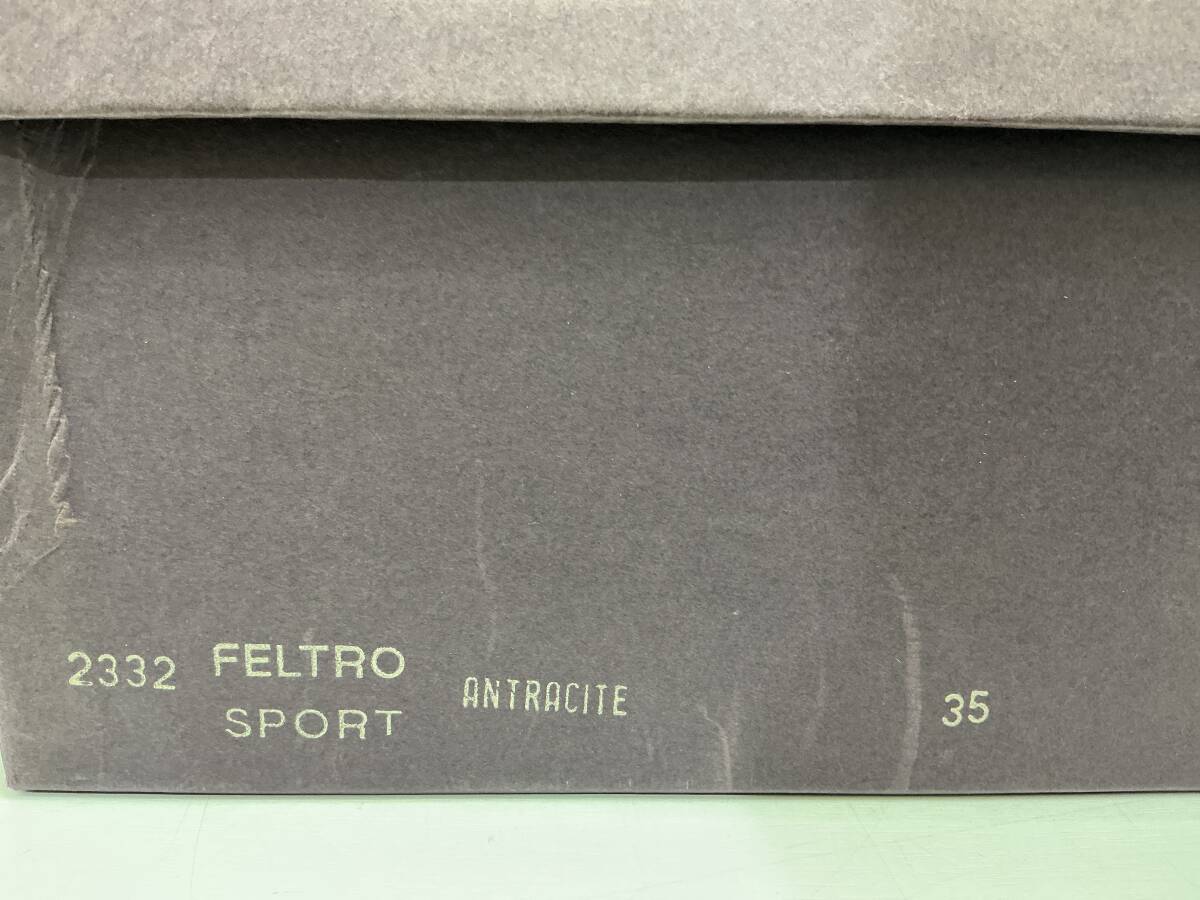 2332 FELTRO ANTRACITE 35
SPORT